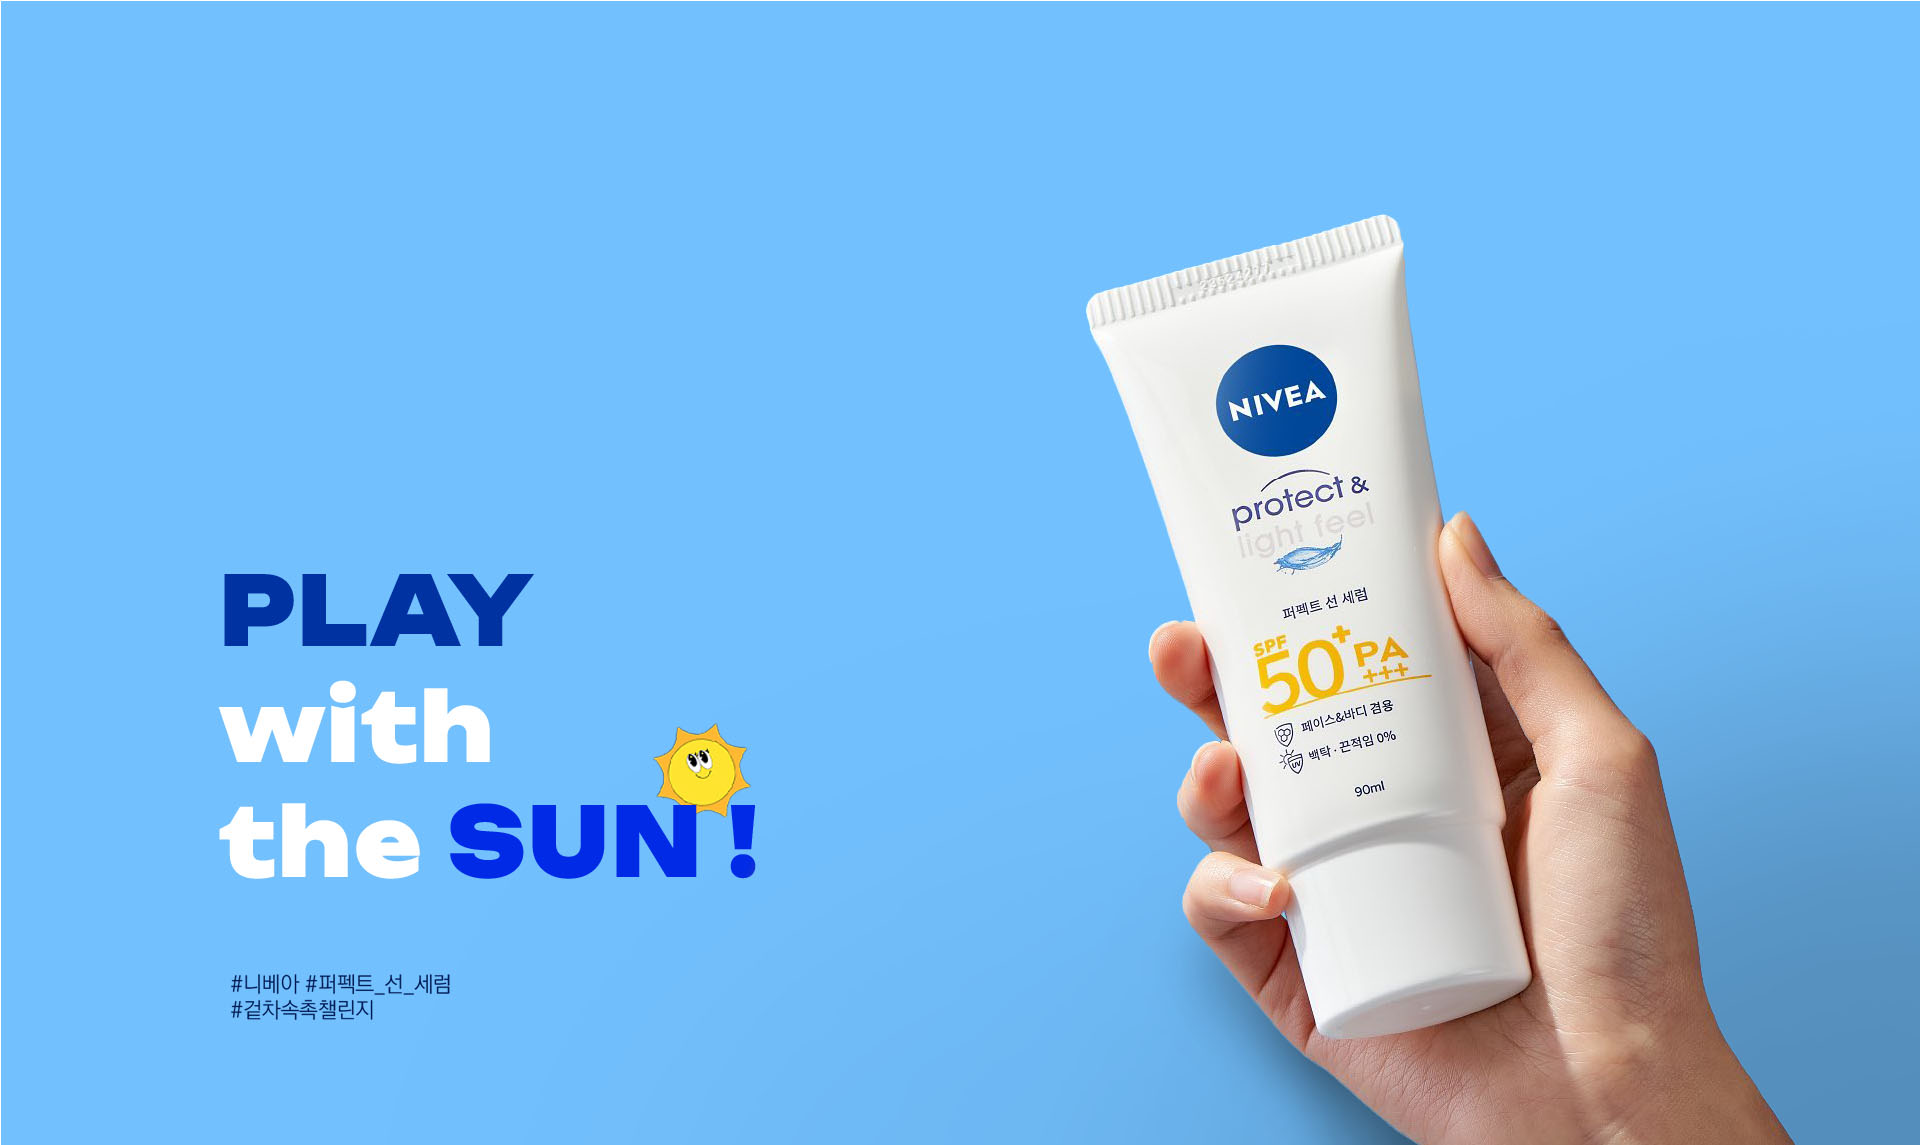 PLAY
with
the SUN!
#니베아 #퍼펙트_선_세럼
#겉차속촉챌린지
NIVEA
protect &
light feel
퍼펙트 선 세럼
SPF
50+ PA
+++
페이스&바디 겸용
UV
백탁 · 끈적임 0%
90ml